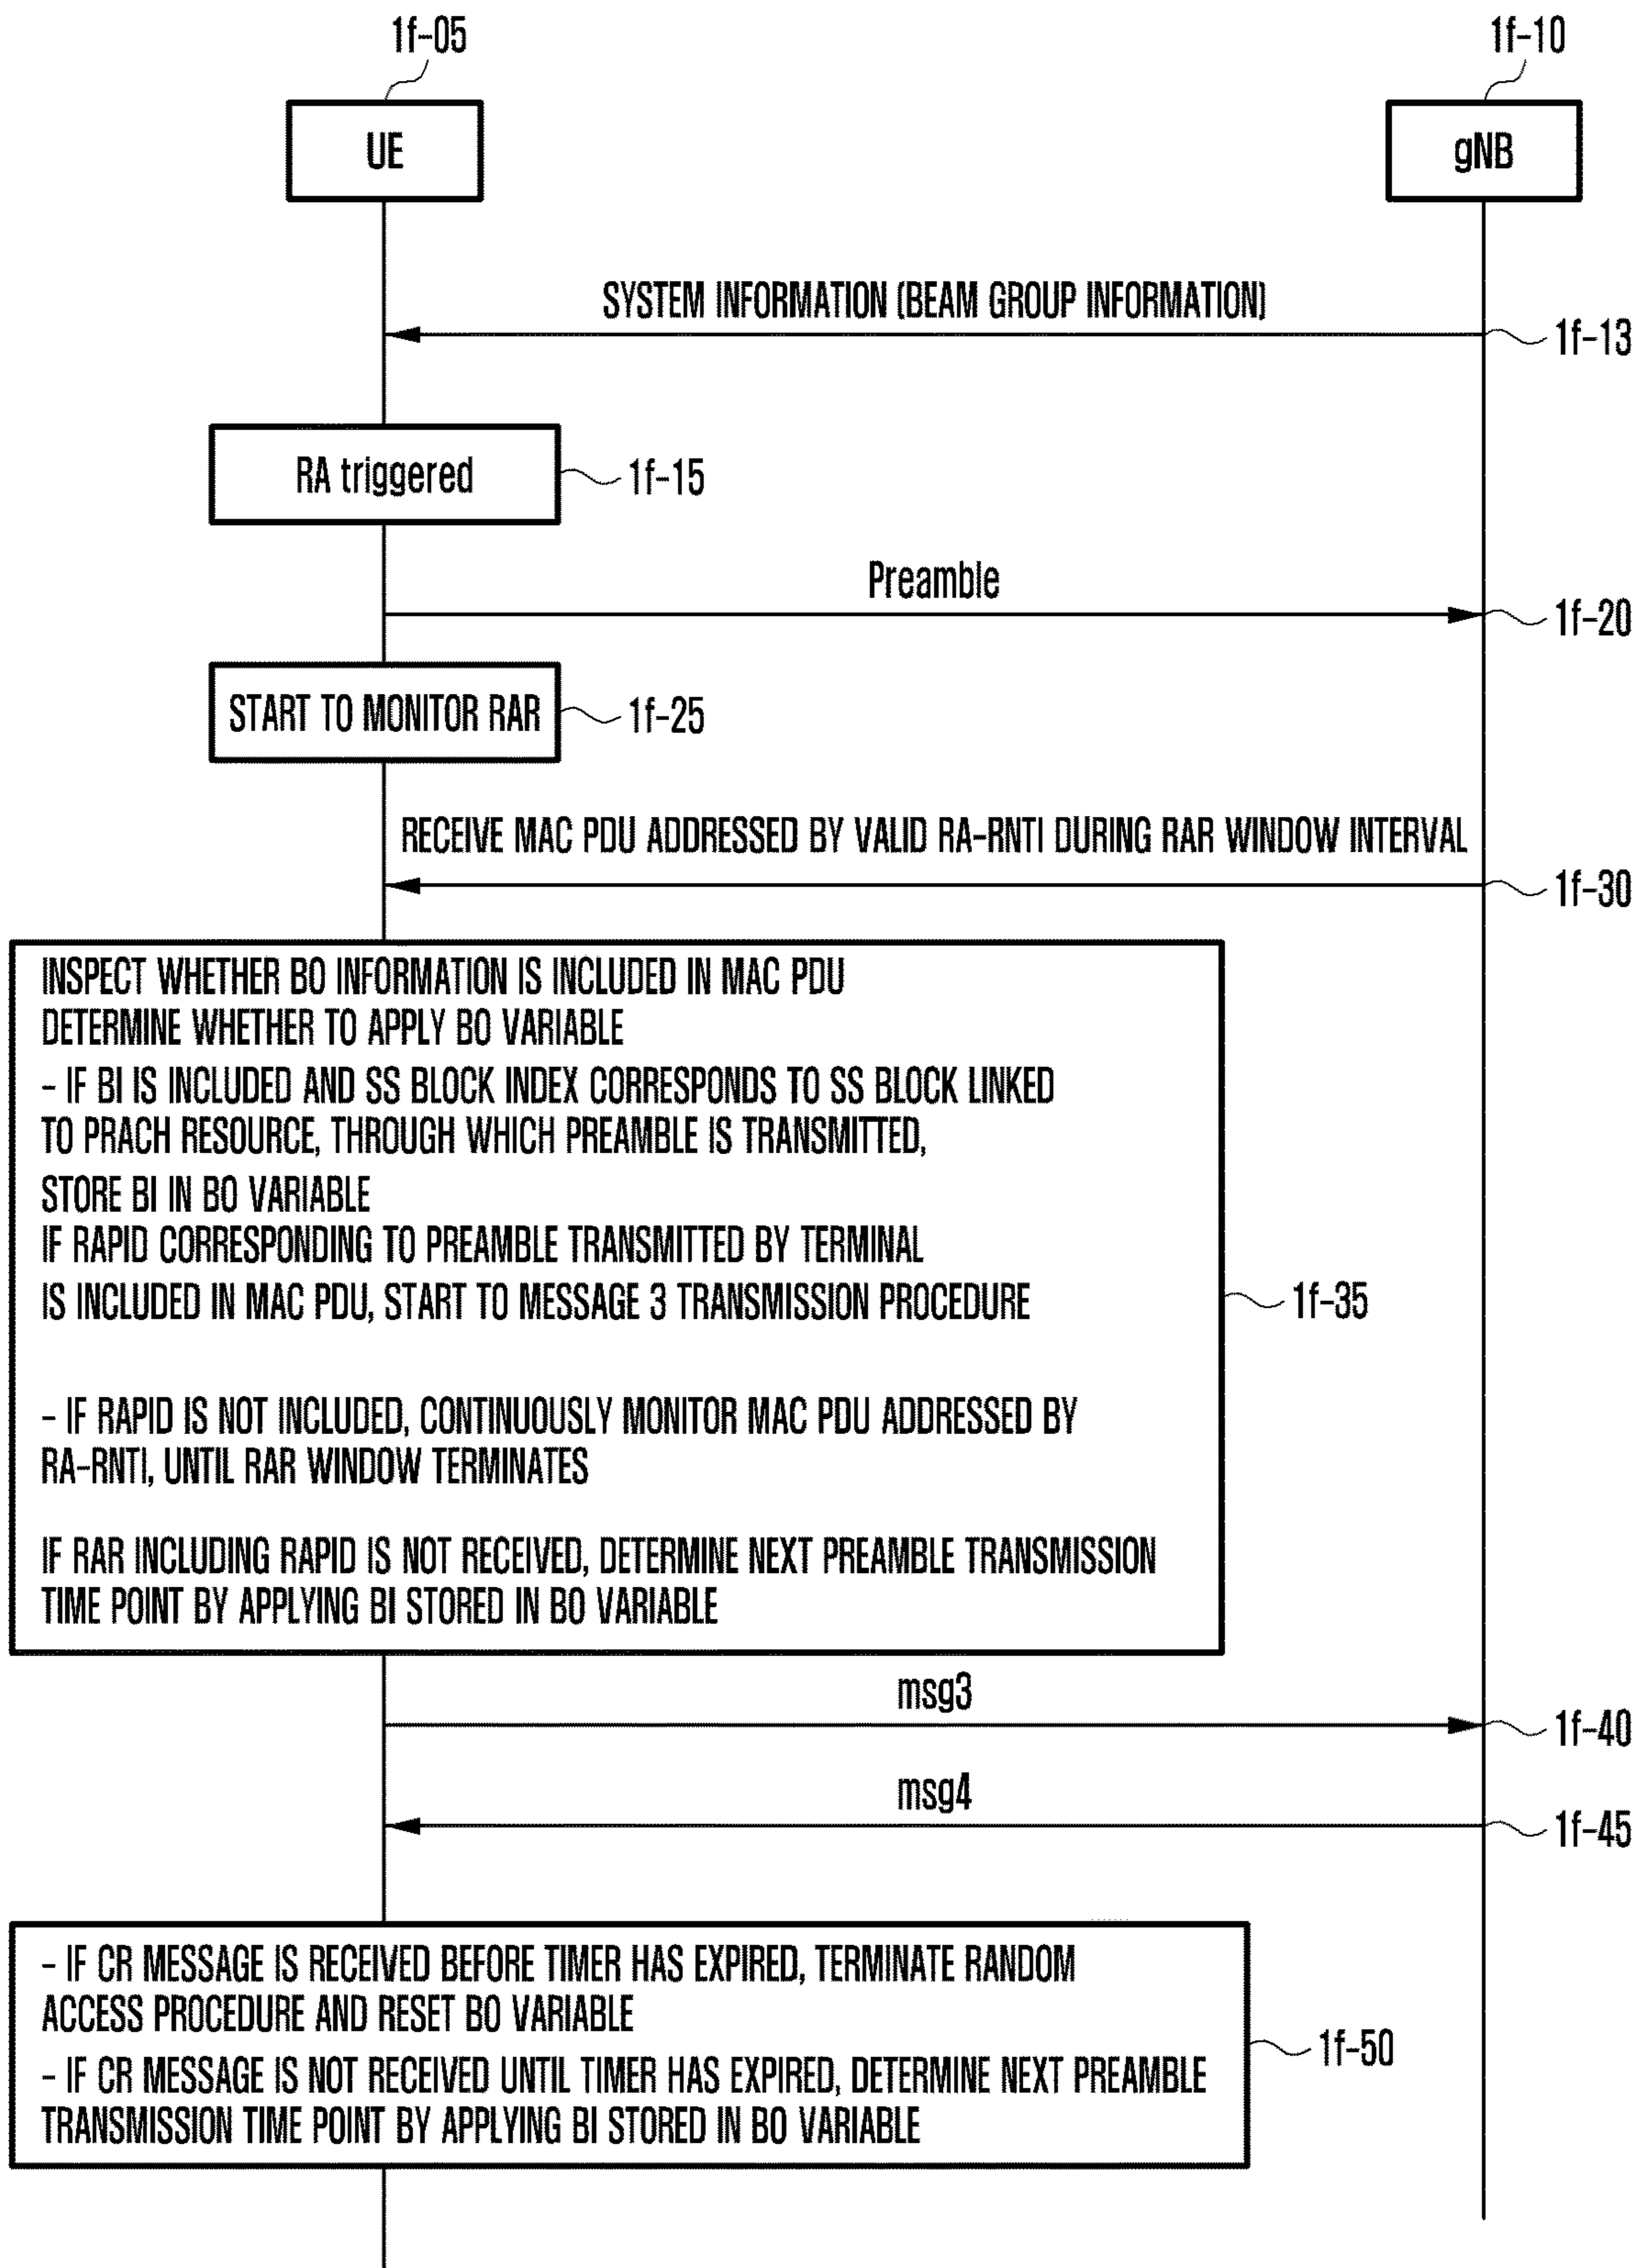 1f-05
1f-10
UE
gNB
SYSTEM INFORMATION (BEAM GROUP INFORMATION)
1f-13
RA triggered
1f-15
Preamble
1f-20
START TO MONITOR RAR
1f-25
RECEIVE MAC PDU ADDRESSED BY VALID RA-RNTI DURING RAR WINDOW INTERVAL
1f-30
INSPECT WHETHER BO INFORMATION IS INCLUDED IN MAC PDU
DETERMINE WHETHER TO APPLY BO VARIABLE
- IF BI IS INCLUDED AND SS BLOCK INDEX CORRESPONDS TO SS BLOCK LINKED
TO PRACH RESOURCE, THROUGH WHICH PREAMBLE IS TRANSMITTED,
STORE BI IN BO VARIABLE
IF RAPID CORRESPONDING TO PREAMBLE TRANSMITTED BY TERMINAL
IS INCLUDED IN MAC PDU, START TO MESSAGE 3 TRANSMISSION PROCEDURE
1f-35
- IF RAPID IS NOT INCLUDED, CONTINUOUSLY MONITOR MAC PDU ADDRESSED BY
RA-RNTI, UNTIL RAR WINDOW TERMINATES
IF RAR INCLUDING RAPID IS NOT RECEIVED, DETERMINE NEXT PREAMBLE TRANSMISSION
TIME POINT BY APPLYING BI STORED IN BO VARIABLE
msg3
1f-40
msg4
1f-45
- IF CR MESSAGE IS RECEIVED BEFORE TIMER HAS EXPIRED, TERMINATE RANDOM
ACCESS PROCEDURE AND RESET BO VARIABLE
1f-50
- IF CR MESSAGE IS NOT RECEIVED UNTIL TIMER HAS EXPIRED, DETERMINE NEXT PREAMBLE
TRANSMISSION TIME POINT BY APPLYING BI STORED IN BO VARIABLE